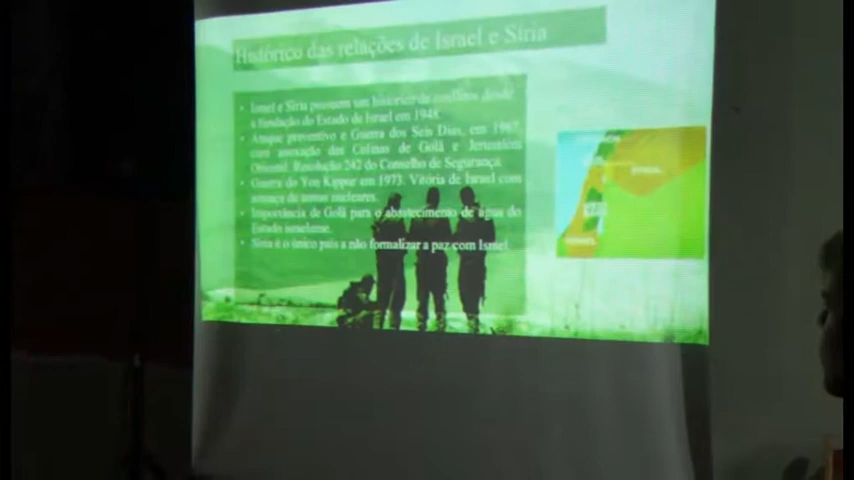 Histórico das relações de Israel e Síria
• Israel e Síria possuem um histórico de conflitos desde
a fundação do Estado de Israel em 1948.
• Ataque preventivo e Guerra dos Seis Dias, em 1967
com anexação das Colinas de Golã e Jerusalém
Oriental. Resolução 242 do Conselho de Segurança.
• Guerra do Yon Kippur em 1973. Vitória de Israel com
ameaça de armas nucleares.
• Importância de Golã para o abastecimento de água do
Estado israelense.
• Síria é o único país a não formalizar a paz com Israel.
ISRAEL